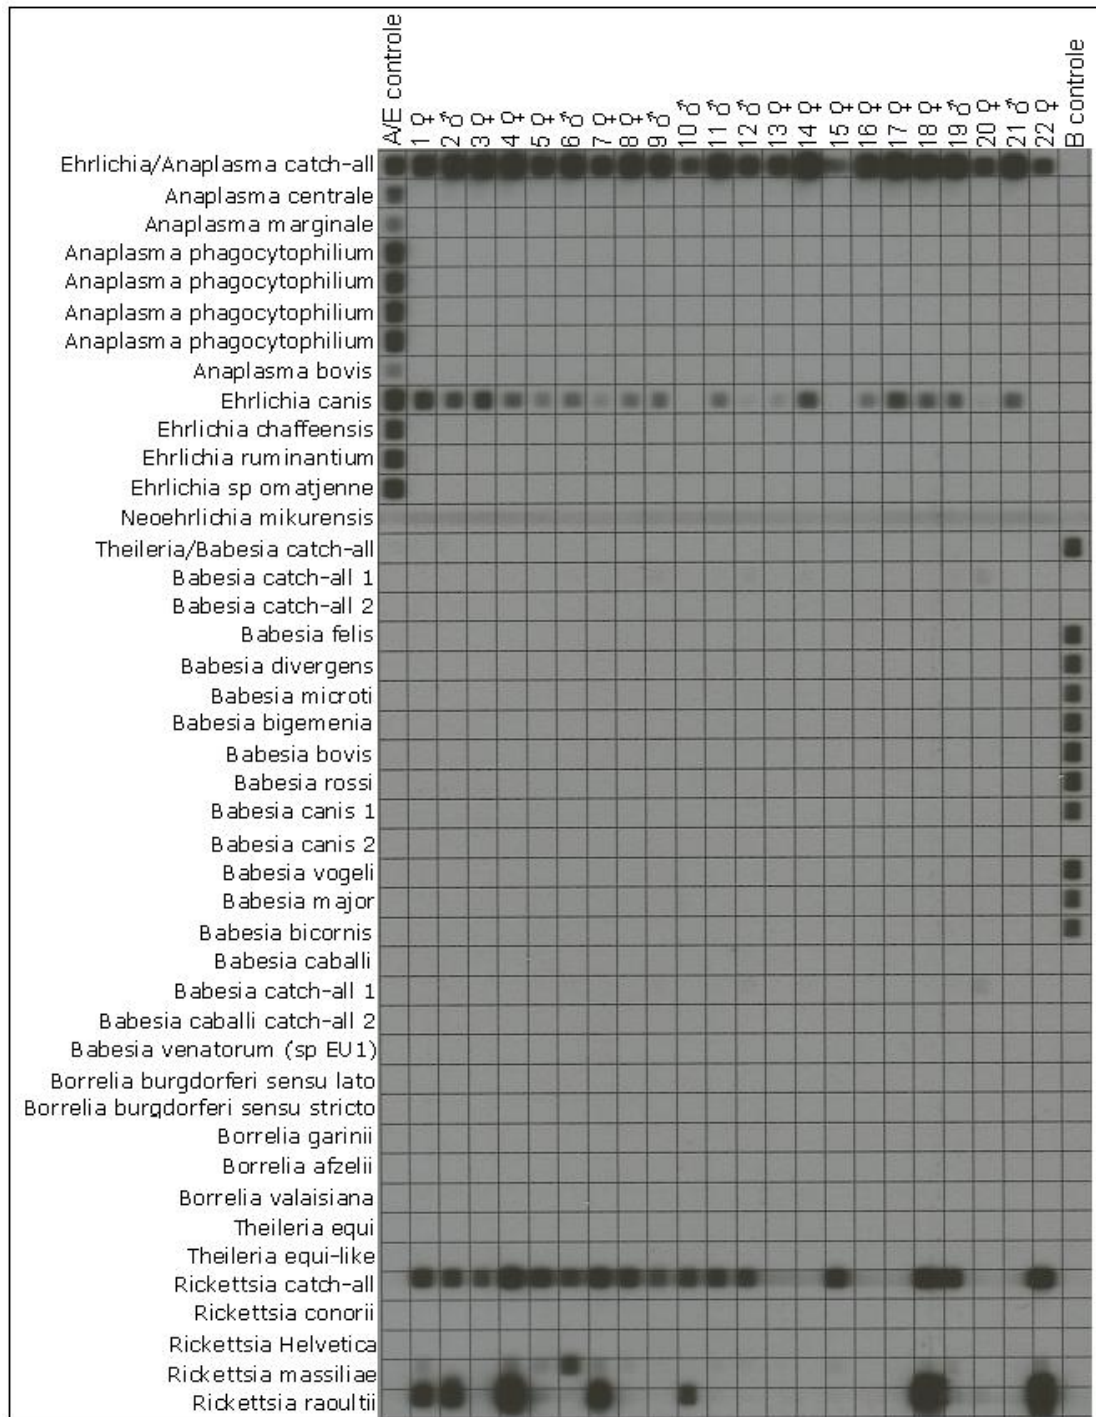 A/E controle
1 ♀
2 ♂
3 ♀
4 ♀
5 ♀
6 ♂
7 ♀
8 ♀
9 ♂
10 ♂
11 ♂
12 ♂
13 ♀
14 ♀
15 ♀
16 ♀
17 ♀
18 ♀
19 ♂
20 ♀
21 ♂
22 ♀
B controle
Ehrlichia/Anaplasma catch-all
Anaplasma centrale
Anaplasma marginale
Anaplasma phagocytophilium
Anaplasma phagocytophilium
Anaplasma phagocytophilium
Anaplasma phagocytophilium
Anaplasma bovis
Ehrlichia canis
Ehrlichia chaffeensis
Ehrlichia ruminantium
Ehrlichia sp omatjenne
Neoehrlichia mikurensis
Theileria/Babesia catch-all
Babesia catch-all 1
Babesia catch-all 2
Babesia felis
Babesia divergens
Babesia microti
Babesia bigemenia
Babesia bovis
Babesia rossi
Babesia canis 1
Babesia canis 2
Babesia vogeli
Babesia major
Babesia bicornis
Babesia caballi
Babesia catch-all 1
Babesia caballi catch-all 2
Babesia venatorum (sp EU1)
Borrelia burgdorferi sensu lato
Borrelia burgdorferi sensu stricto
Borrelia garinii
Borrelia afzelii
Borrelia valaisiana
Theileria equi
Theileria equi-like
Rickettsia catch-all
Rickettsia conorii
Rickettsia Helvetica
Rickettsia massiliae
Rickettsia raoultii